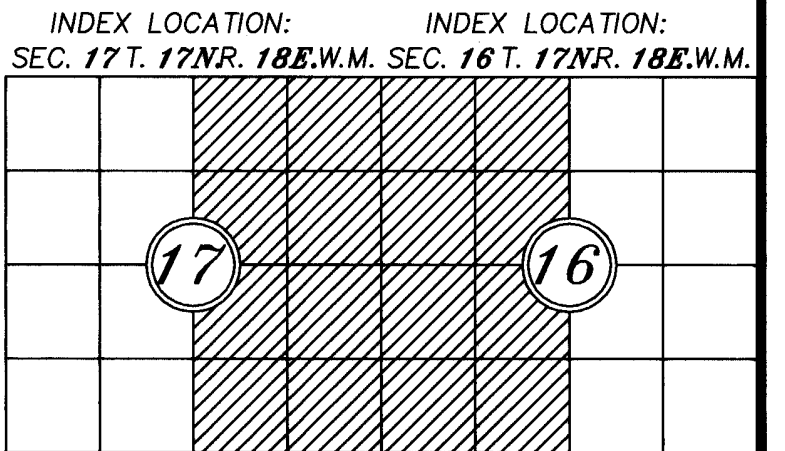 INDEX LOCATION: INDEX LOCATION:
SEC. 17 T. 17N.R. 18E.W.M. SEC. 16 T. 17N.R. 18E.W.M.
17 16